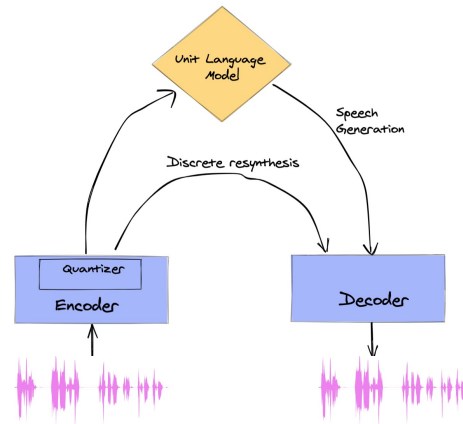 Unit Language
Model
Speech
Generation
Discrete resynthesis
Quantizer
Encoder
Decoder